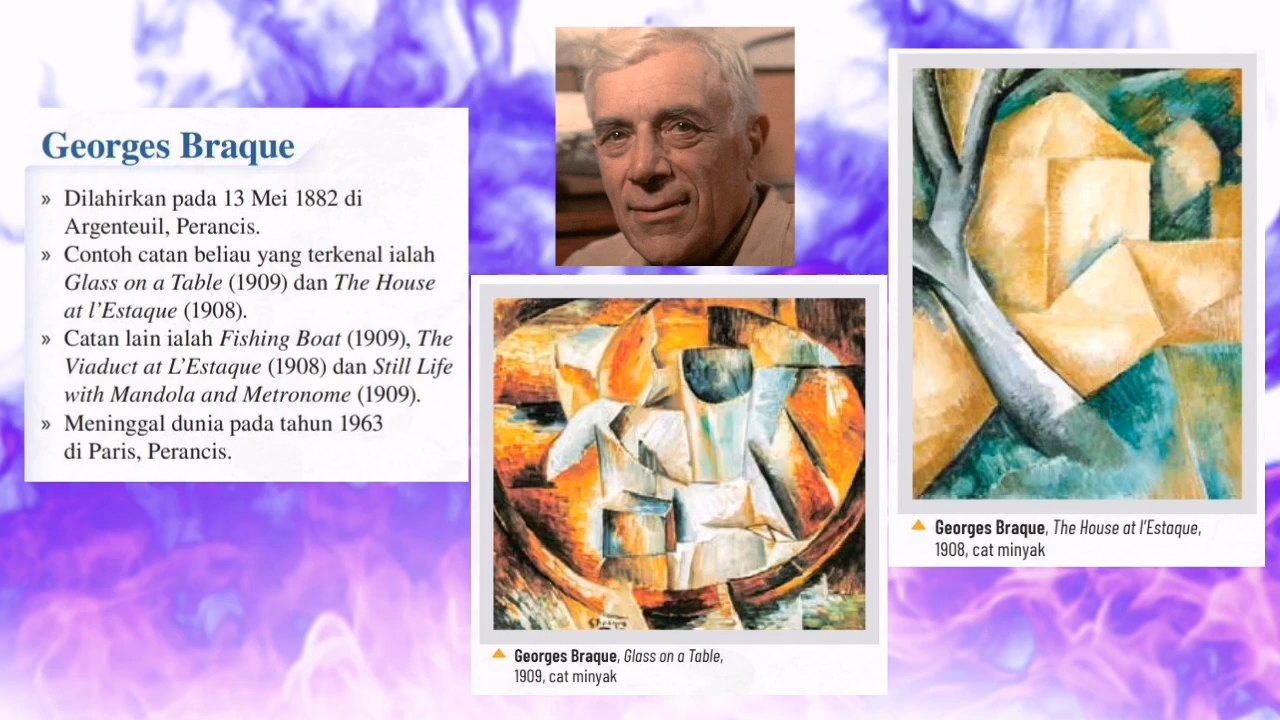 Georges Braque
» Dilahirkan pada 13 Mei 1882 di
Argenteuil, Perancis.
» Contoh catan beliau yang terkenal ialah
Glass on a Table (1909) dan The House
at l’Estaque (1908).
» Catan lain ialah Fishing Boat (1909), The
Viaduct at L’Estaque (1908) dan Still Life
with Mandola and Metronome (1909).
» Meninggal dunia pada tahun 1963
di Paris, Perancis.
Georges Braque, Glass on a Table,
1909, cat minyak
Georges Braque, The House at l’Estaque,
1908, cat minyak